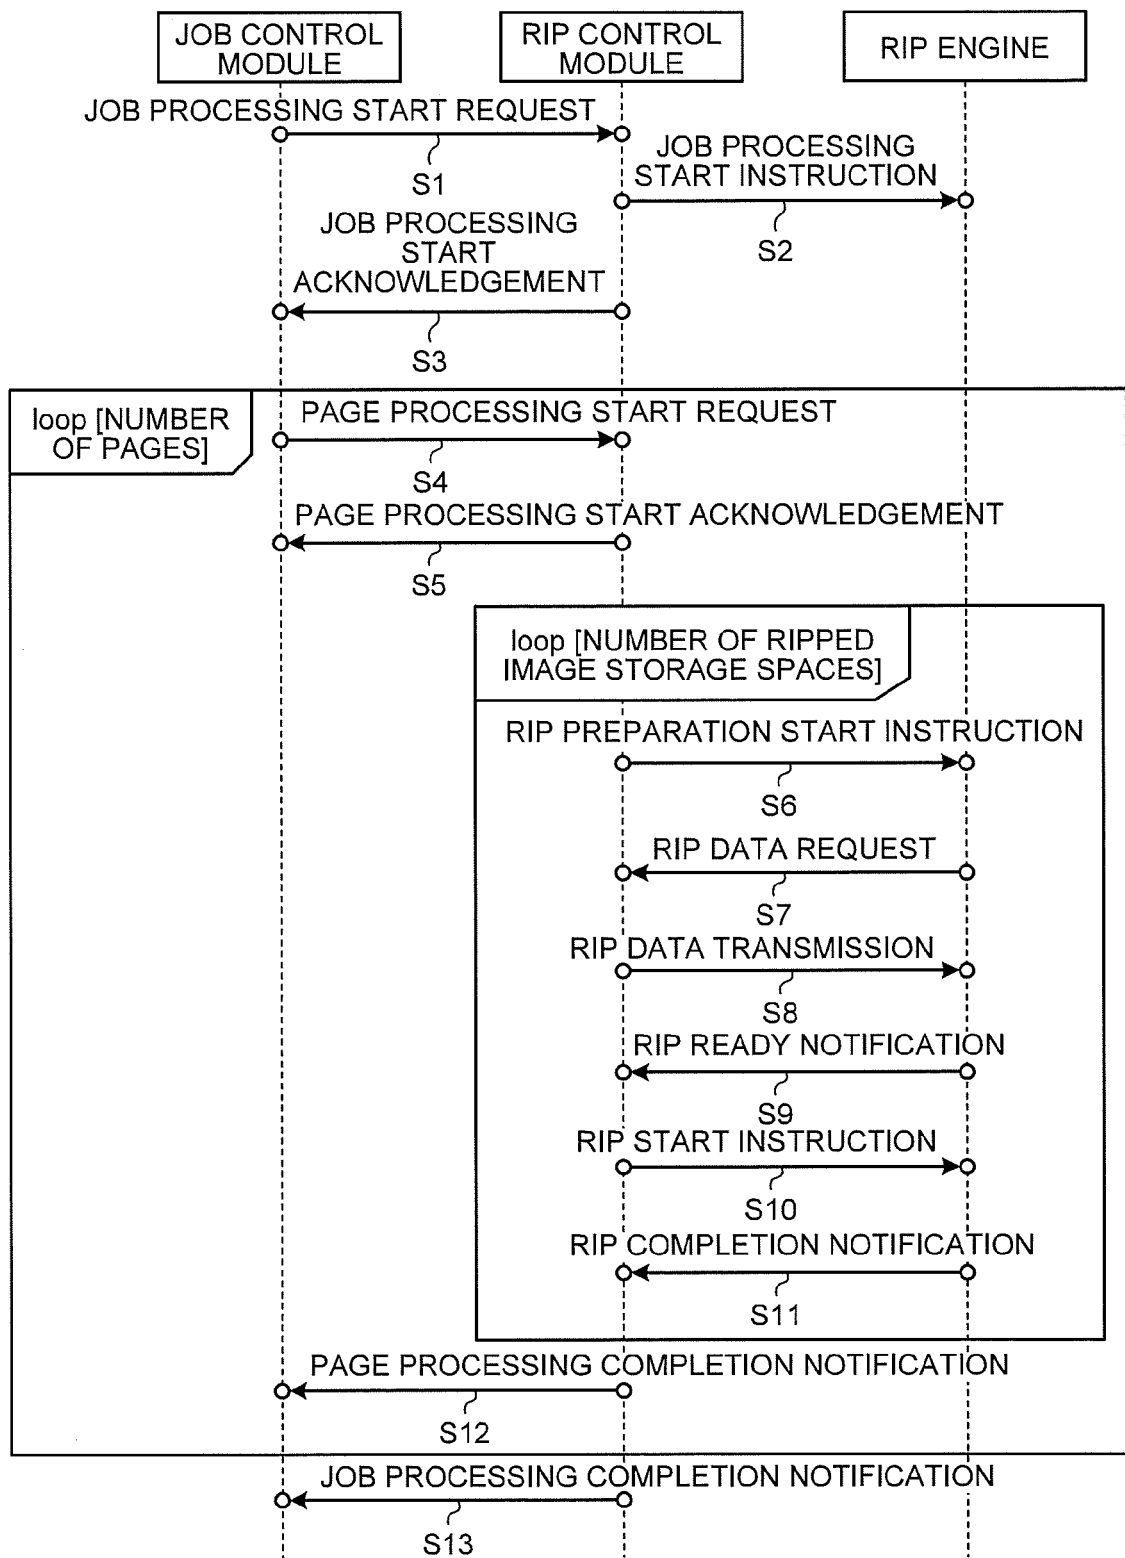 JOB CONTROL
MODULE
RIP CONTROL
MODULE
RIP ENGINE
JOB PROCESSING START REQUEST
S1
JOB PROCESSING
START INSTRUCTION
S2
JOB PROCESSING
START
ACKNOWLEDGEMENT
S3
loop [NUMBER
OF PAGES]
PAGE PROCESSING START REQUEST
S4
PAGE PROCESSING START ACKNOWLEDGEMENT
S5
loop [NUMBER OF RIPPED
IMAGE STORAGE SPACES]
RIP PREPARATION START INSTRUCTION
S6
RIP DATA REQUEST
S7
RIP DATA TRANSMISSION
S8
RIP READY NOTIFICATION
S9
RIP START INSTRUCTION
S10
RIP COMPLETION NOTIFICATION
S11
PAGE PROCESSING COMPLETION NOTIFICATION
S12
JOB PROCESSING COMPLETION NOTIFICATION
S13